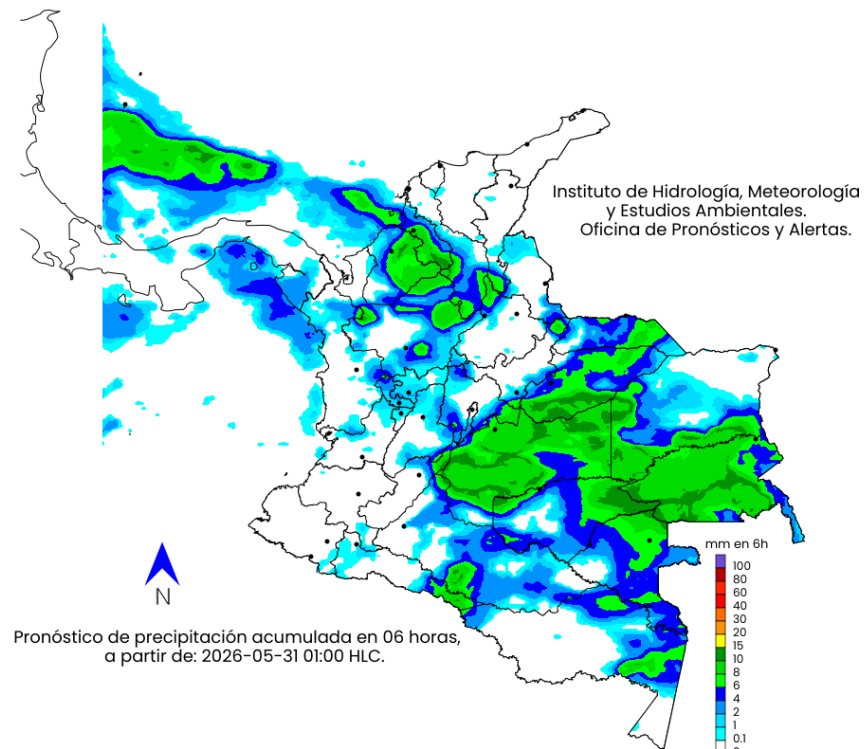 Instituto de Hidrología, Meteorología
y Estudios Ambientales.
Oficina de Pronósticos y Alertas.
mm en 6h
100
80
60
40
30
20
15
10
8
6
4
2
1
0.1
N
Pronóstico de precipitación acumulada en 06 horas,
a partir de: 2026-05-31 01:00 HLC.